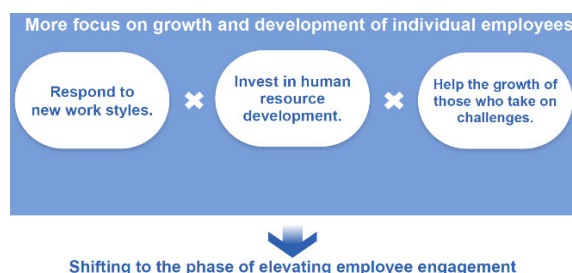 More focus on growth and development of individual employees
Respond to
new work styles.
Invest in human
resource
development.
Help the growth of
those who take on
challenges.
Shifting to the phase of elevating employee engagement